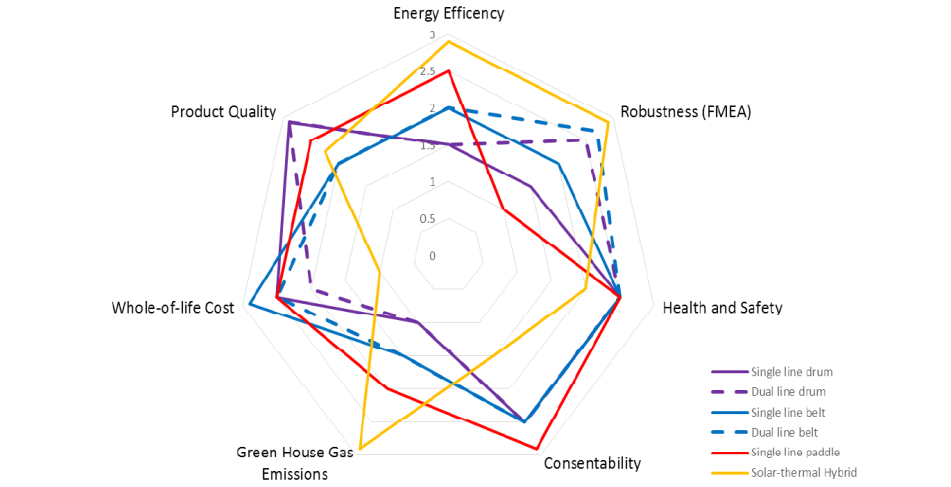 Energy Efficency
3
2.5
2
1.5
1
0.5
0
Product Quality
Robustness (FMEA)
Whole-of-life Cost
Health and Safety
Green House Gas
Emissions
Consentability
Single line drum
Dual line drum
Single line belt
Dual line belt
Single line paddle
Solar-thermal Hybrid